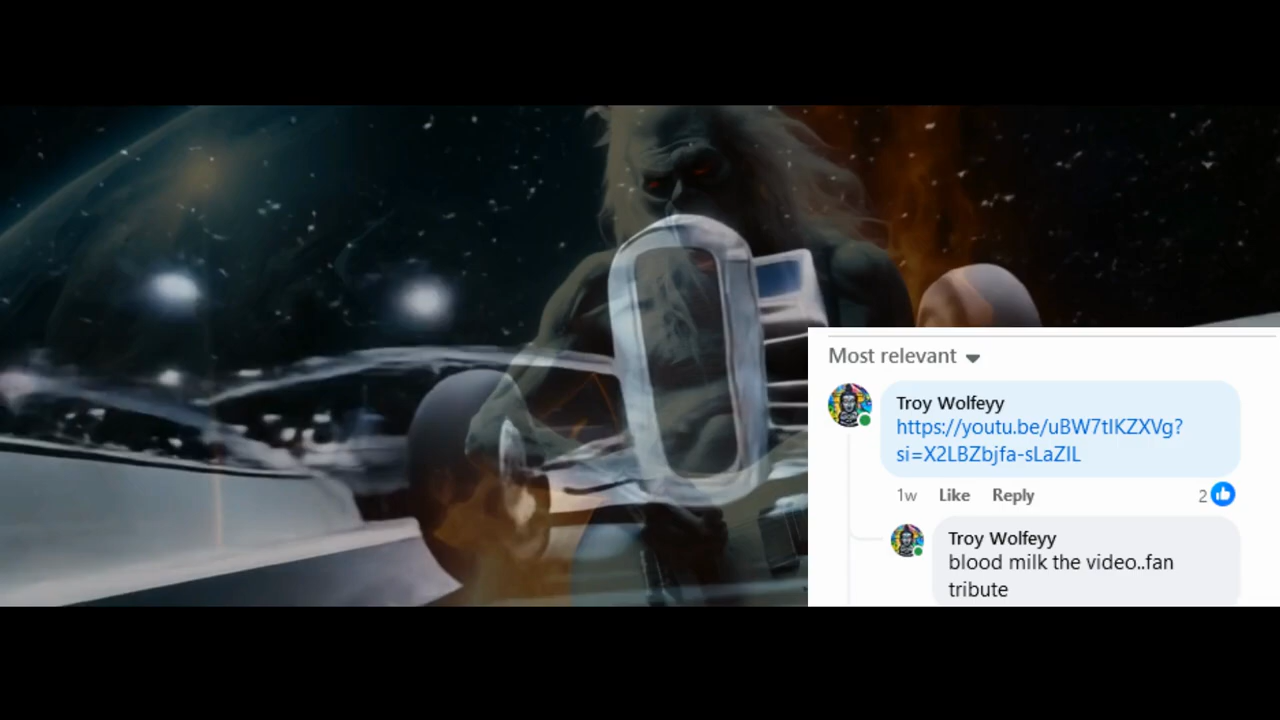 Most relevant
Troy Wolfeyy
https://youtu.be/uBW7tIKZXVg?
si=X2LBZbjfa-sLaZIL
1w Like Reply 2
Troy Wolfeyy
blood milk the video..fan
tribute